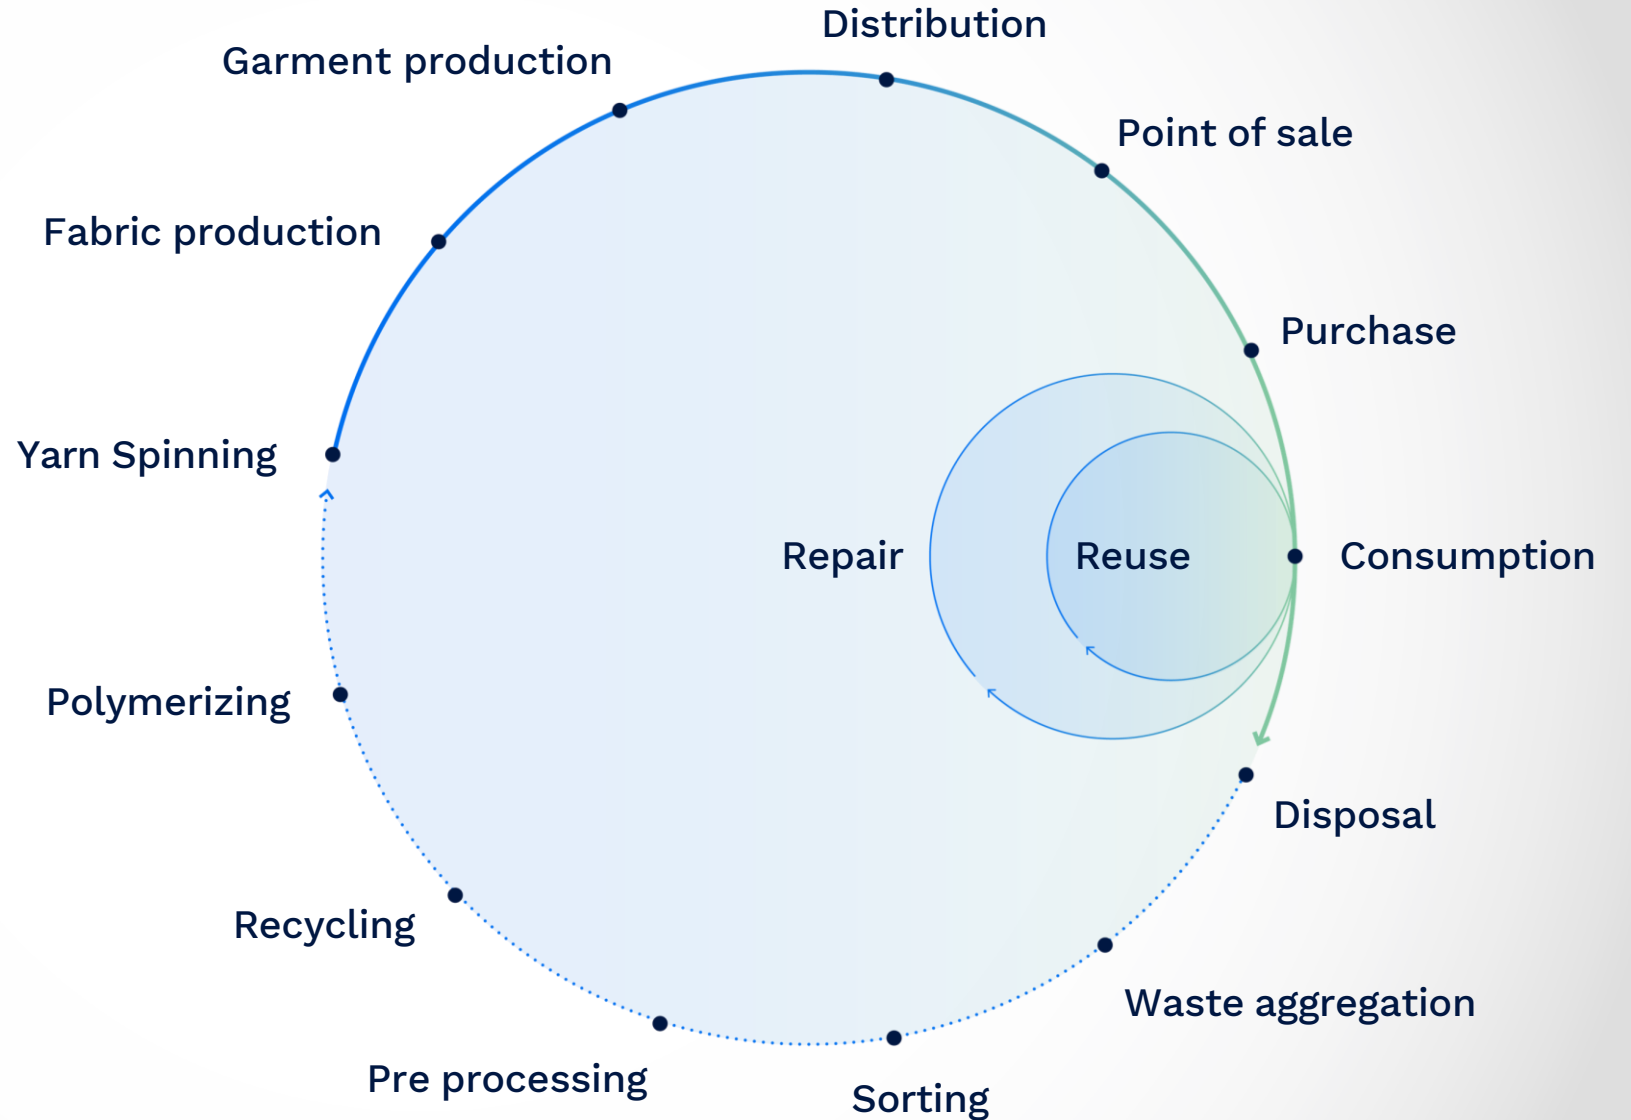 Distribution
Garment production
Point of sale
Fabric production
Purchase
Yarn Spinning
Repair
Reuse
Consumption
Polymerizing
Disposal
Recycling
Waste aggregation
Pre processing
Sorting